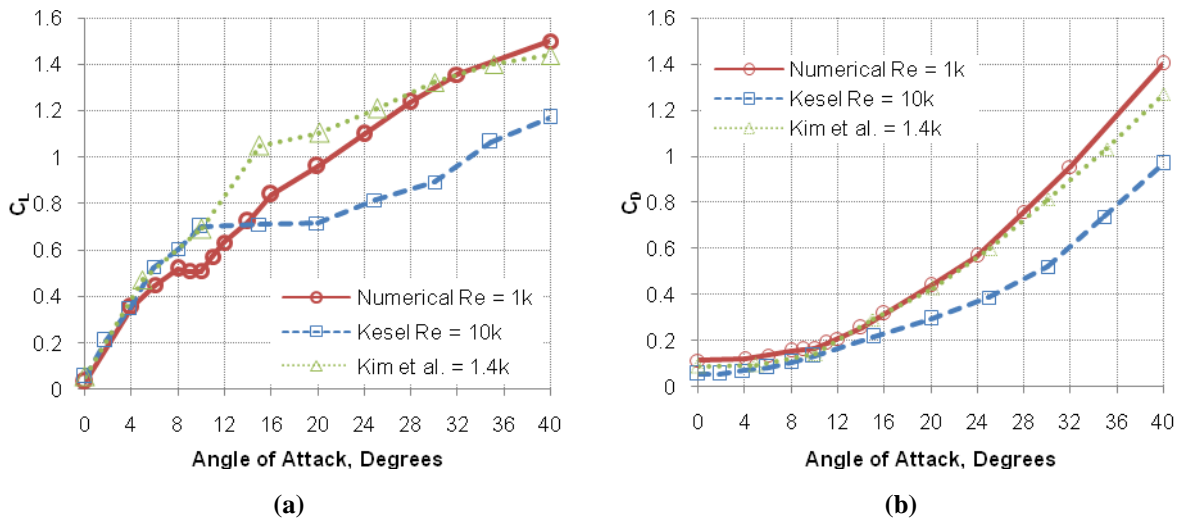 1.6
1.4
1.2
1
0.8
0.6
0.4
0.2
0
C_L
0 4 8 12 16 20 24 28 32 36 40
Angle of Attack, Degrees
Numerical Re = 1k
Kesel Re = 10k
Kim et al. = 1.4k
(a)
1.6
1.4
1.2
1
0.8
0.6
0.4
0.2
0
C_D
0 4 8 12 16 20 24 28 32 36 40
Angle of Attack, Degrees
Numerical Re = 1k
Kesel Re = 10k
Kim et al. = 1.4k
(b)